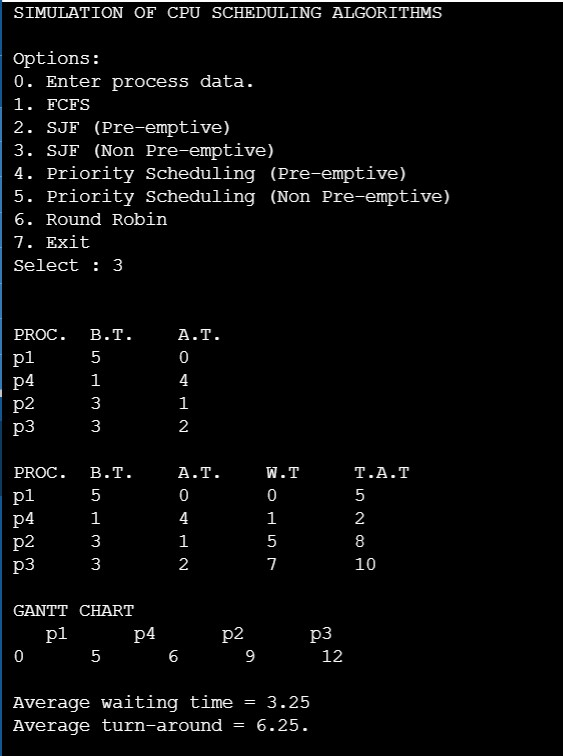 SIMULATION OF CPU SCHEDULING ALGORITHMS
Options:
0. Enter process data.
1. FCFS
2. SJF (Pre-emptive)
3. SJF (Non Pre-emptive)
4. Priority Scheduling (Pre-emptive)
5. Priority Scheduling (Non Pre-emptive)
6. Round Robin
7. Exit
Select : 3
PROC. B.T. A.T.
p1 5 0
p4 1 4
p2 3 1
p3 3 2
PROC. B.T. A.T. W.T T.A.T
p1 5 0 0 5
p4 1 4 1 2
p2 3 1 5 8
p3 3 2 7 10
GANTT CHART
p1 p4 p2 p3
0 5 6 9 12
Average waiting time = 3.25
Average turn-around = 6.25.